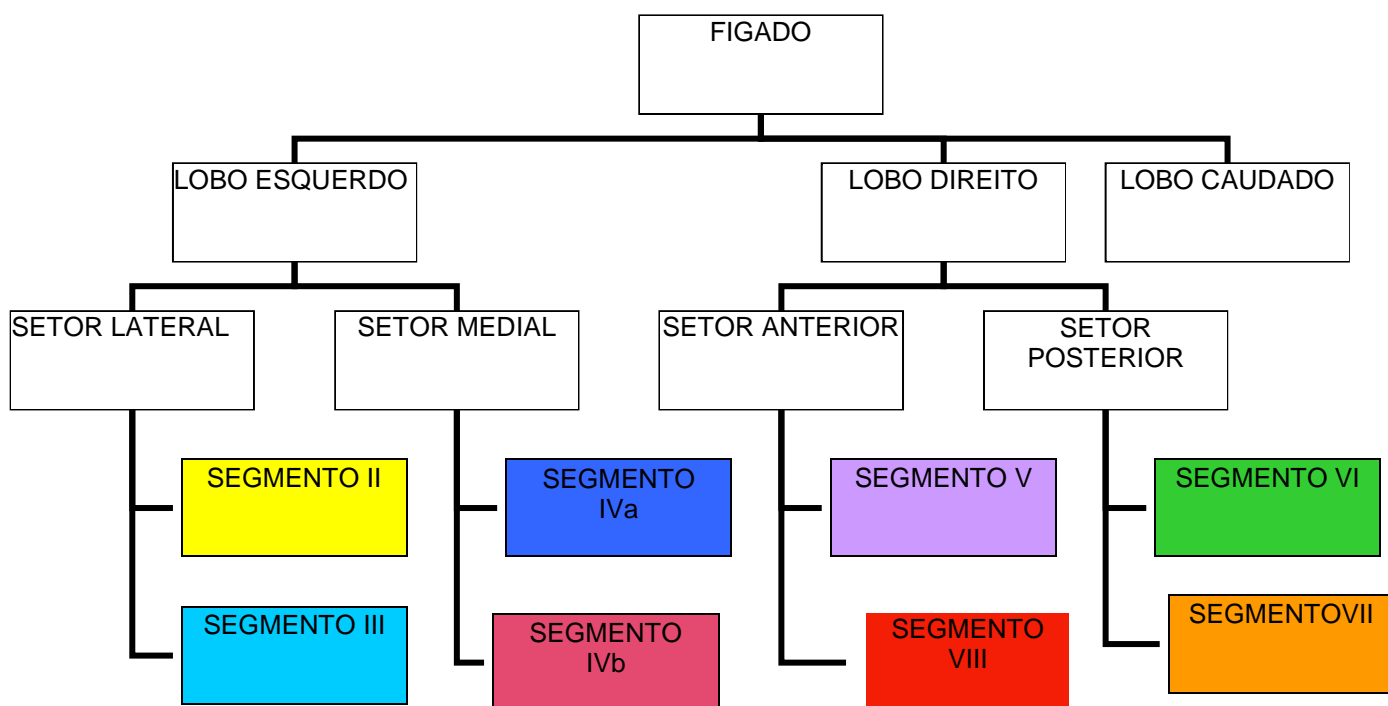 FIGADO
LOBO ESQUERDO
LOBO DIREITO
LOBO CAUDADO
SETOR LATERAL
SETOR MEDIAL
SETOR ANTERIOR
SETOR
POSTERIOR
SEGMENTO II
SEGMENTO
IVa
SEGMENTO V
SEGMENTO VI
SEGMENTO III
SEGMENTO
IVb
SEGMENTO
VIII
SEGMENTOVII